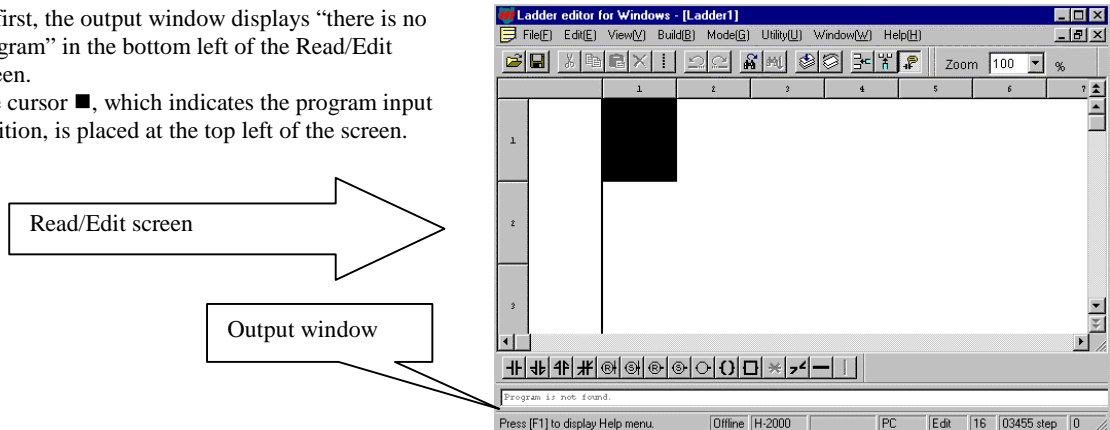 first, the output window displays “there is no
gram” in the bottom left of the Read/Edit
een.
cursor ■, which indicates the program input
ition, is placed at the top left of the screen.
Read/Edit screen
Output window
Ladder editor for Windows - [Ladder1]
File(F) Edit(E) View(V) Build(B) Mode(G) Utility(U) Window(W) Help(H)
Zoom 100 %
1 2 3 4 5 6 7
1
2
3
Program is not found.
Press [F1] to display Help menu. Offline H-2000 PC Edit 16 03455 step 0